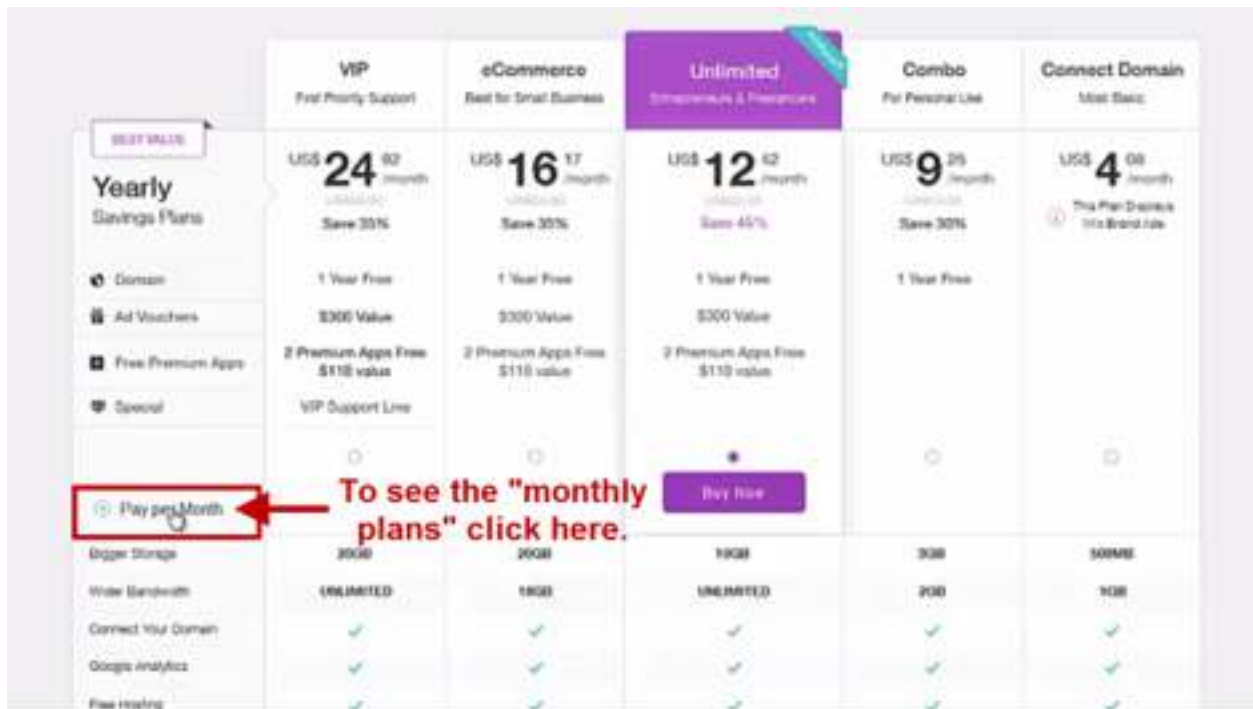 VIP
First Priority Support
eCommerce
Best for Small Business
Unlimited
Entrepreneurs & Freelancers
Combo
For Personal Use
Connect Domain
Most Basic
BEST VALUE
Yearly
Savings Plans
US$ 24 92 /month
Save 35%
US$ 16 17 /month
Save 35%
US$ 12 42 /month
Save 45%
US$ 9 25 /month
Save 30%
US$ 4 08 /month
This Plan Displays
Wix Brand Ads
Domain
1 Year Free
1 Year Free
1 Year Free
1 Year Free
Ad Vouchers
$300 Value
$300 Value
$300 Value
Free Premium Apps
2 Premium Apps Free
$110 value
2 Premium Apps Free
$110 value
2 Premium Apps Free
$110 value
Special
VIP Support Line
Buy Now
Pay per Month
To see the "monthly
plans" click here.
Bigger Storage
20GB
20GB
10GB
3GB
500MB
Wider Bandwidth
UNLIMITED
10GB
UNLIMITED
2GB
1GB
Connect Your Domain
Google Analytics
Free Hosting